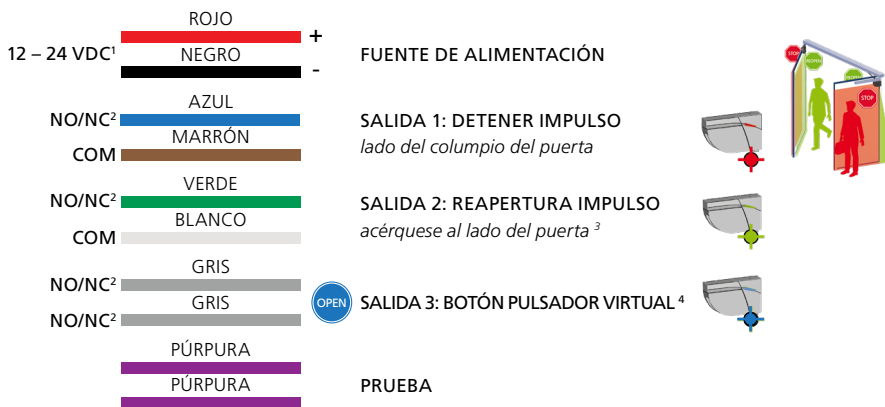 ROJO
+
12 – 24 VDC¹
NEGRO
-
FUENTE DE ALIMENTACIÓN
AZUL
NO/NC²
SALIDA 1: DETENER IMPULSO
MARRÓN
COM
lado del columpio del puerta
VERDE
NO/NC²
SALIDA 2: REAPERTURA IMPULSO
BLANCO
COM
acérquese al lado del puerta ³
GRIS
NO/NC²
GRIS
NO/NC²
OPEN
SALIDA 3: BOTÓN PULSADOR VIRTUAL ⁴
PÚRPURA
PÚRPURA
PRUEBA
STOP
REOPEN
REOPEN
STOP